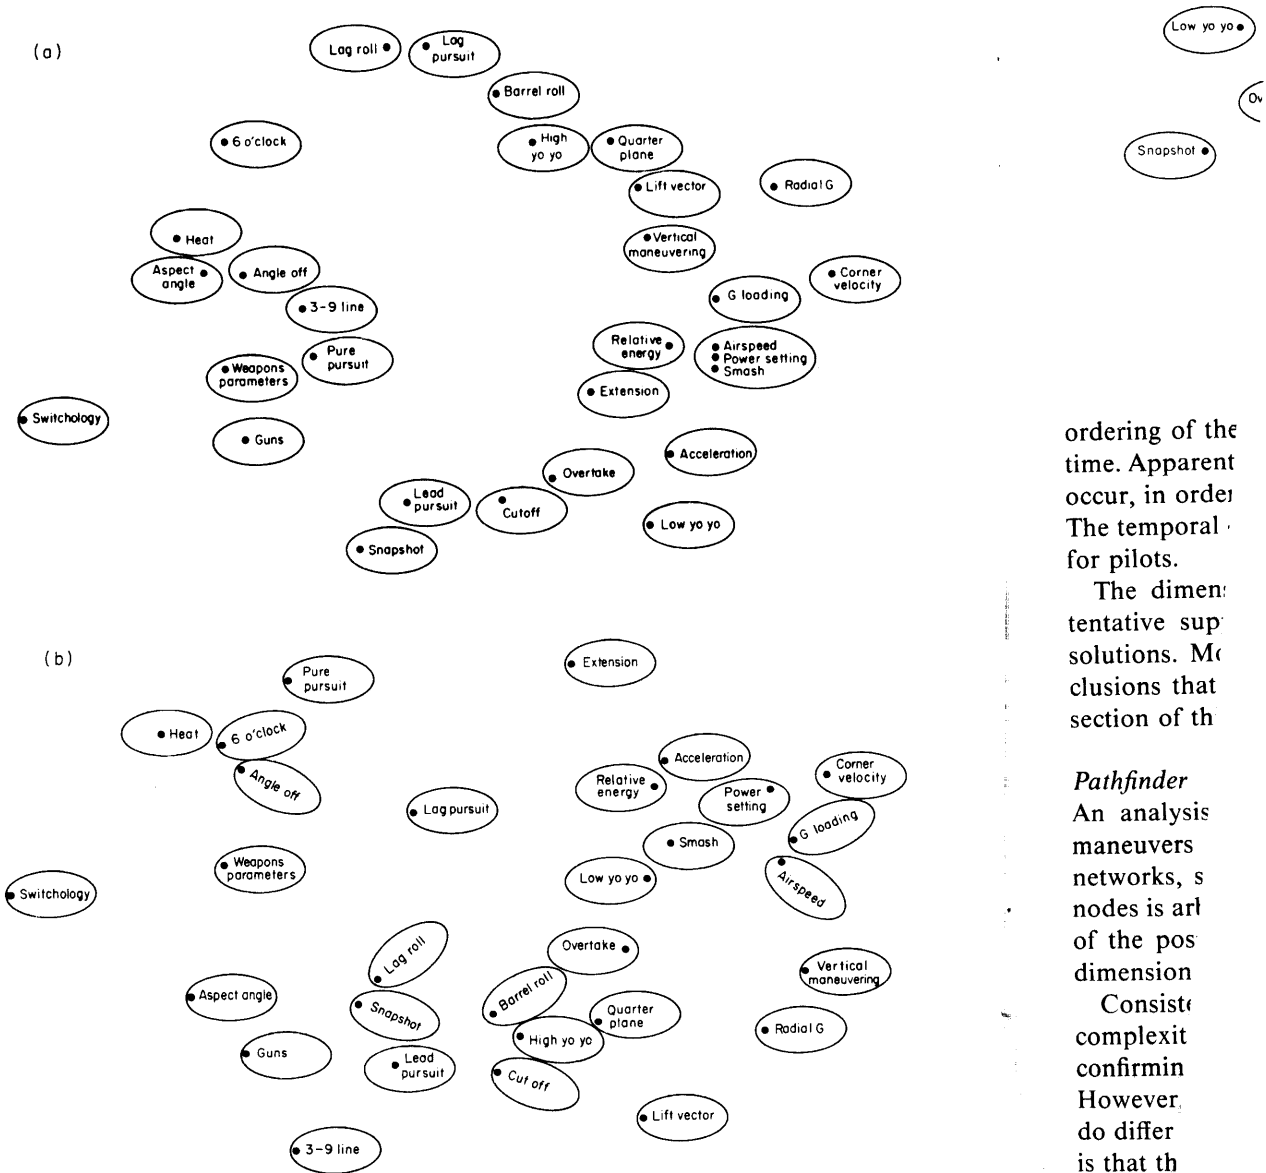 (a)
Lag roll
Lag
pursuit
Barrel roll
6 o'clock
High
yo yo
Quarter
plane
Lift vector
Radial G
Heat
Vertical
maneuvering
Aspect
angle
Angle off
Corner
velocity
G loading
3-9 line
Relative
energy
Airspeed
Power setting
Smash
Pure
pursuit
Weapons
parameters
Extension
Switchology
Guns
Acceleration
Overtake
Lead
pursuit
Cutoff
Low yo yo
Snapshot
(b)
Pure
pursuit
Extension
Heat
6 o'clock
Angle off
Acceleration
Corner
velocity
Relative
energy
Power
setting
Lag pursuit
G loading
Smash
Weapons
parameters
Low yo yo
Airspeed
Switchology
Lag roll
Overtake
Vertical
maneuvering
Aspect angle
Snapshot
Barrel roll
Quarter
plane
Radial G
Guns
Lead
pursuit
High yo yo
Cut off
Lift vector
3-9 line
Low yo yo
Ov
Snapshot
ordering of the
time. Apparent
occur, in order
The temporal
for pilots.
The dimen
tentative sup
solutions. Mo
clusions that
section of th
Pathfinder
An analysis
maneuvers
networks, s
nodes is ar
of the pos
dimension
Consiste
complexit
confirmin
However,
do differ
is that th